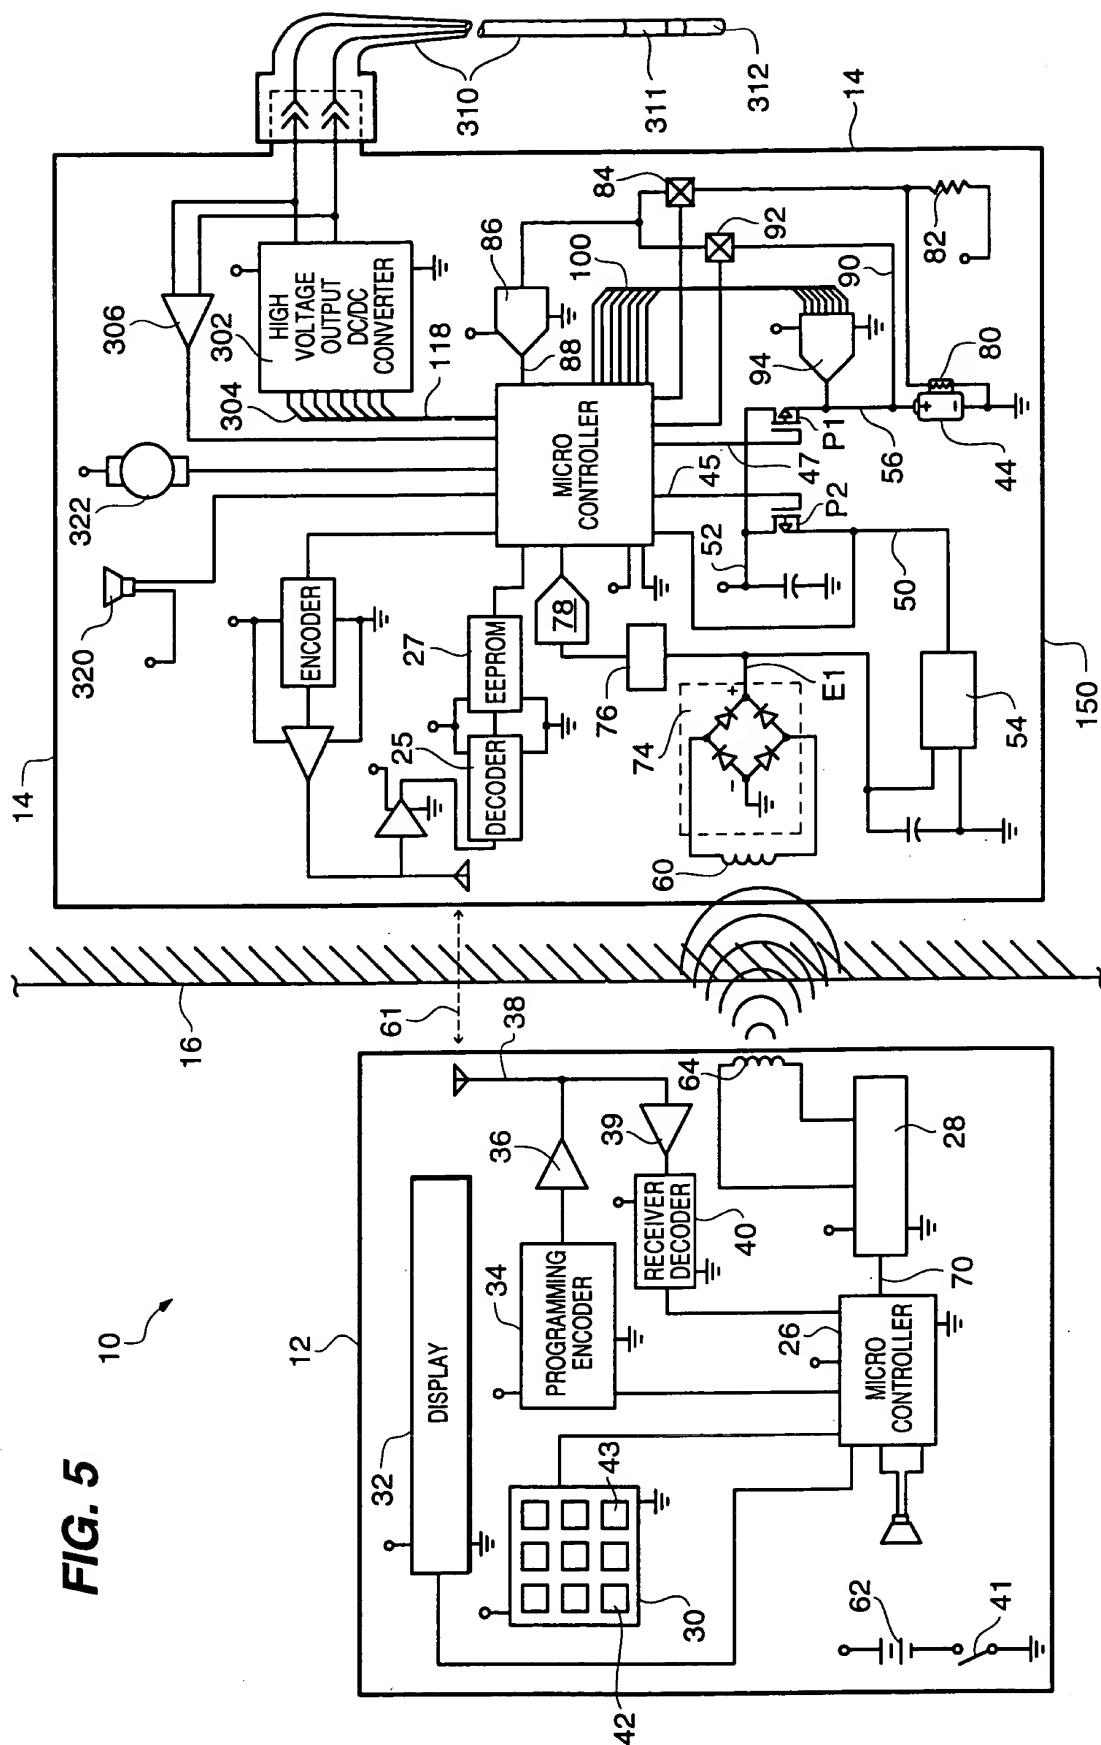 FIG. 5
10
12
32
DISPLAY
34
PROGRAMMING
ENCODER
36
38
39
RECEIVER
DECODER
40
30
42
43
26
MICRO
CONTROLLER
70
28
64
62
41
16
61
14
320
322
306
302
HIGH
VOLTAGE
OUTPUT
DC/DC
CONVERTER
304
118
310
311
312
14
ENCODER
25
DECODER
27
EEPROM
MICRO
CONTROLLER
86
88
100
84
92
78
76
74
+
-
E1
60
45
47
52
P2
P1
50
54
56
94
90
82
80
+
-
44
150